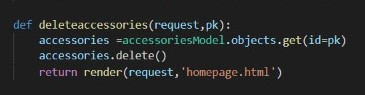 def deleteaccessories(request,pk):
    accessories =accessoriesModel.objects.get(id=pk)
    accessories.delete()
    return render(request,'homepage.html')